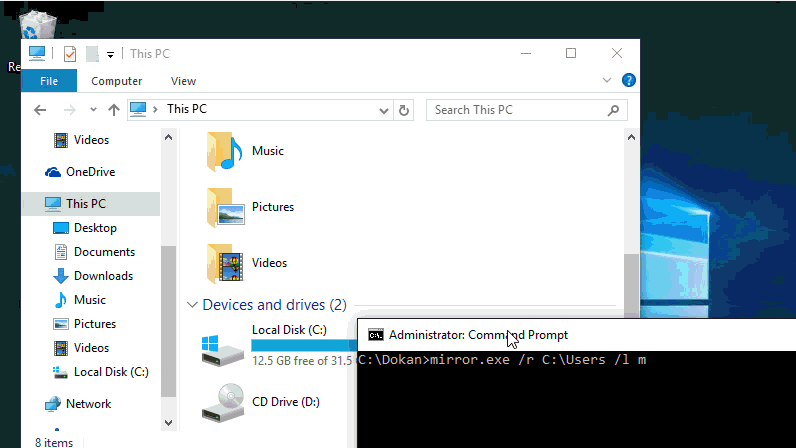 Re
This PC
File
Computer
View
This PC
Search This PC
Videos
OneDrive
This PC
Desktop
Documents
Downloads
Music
Pictures
Videos
Local Disk (C:)
Network
Music
Pictures
Videos
Devices and drives (2)
Local Disk (C:)
12.5 GB free of 31.5
CD Drive (D:)
8 items
Administrator: Command Prompt
C:\Dokan>mirror.exe /r C:\Users /l m